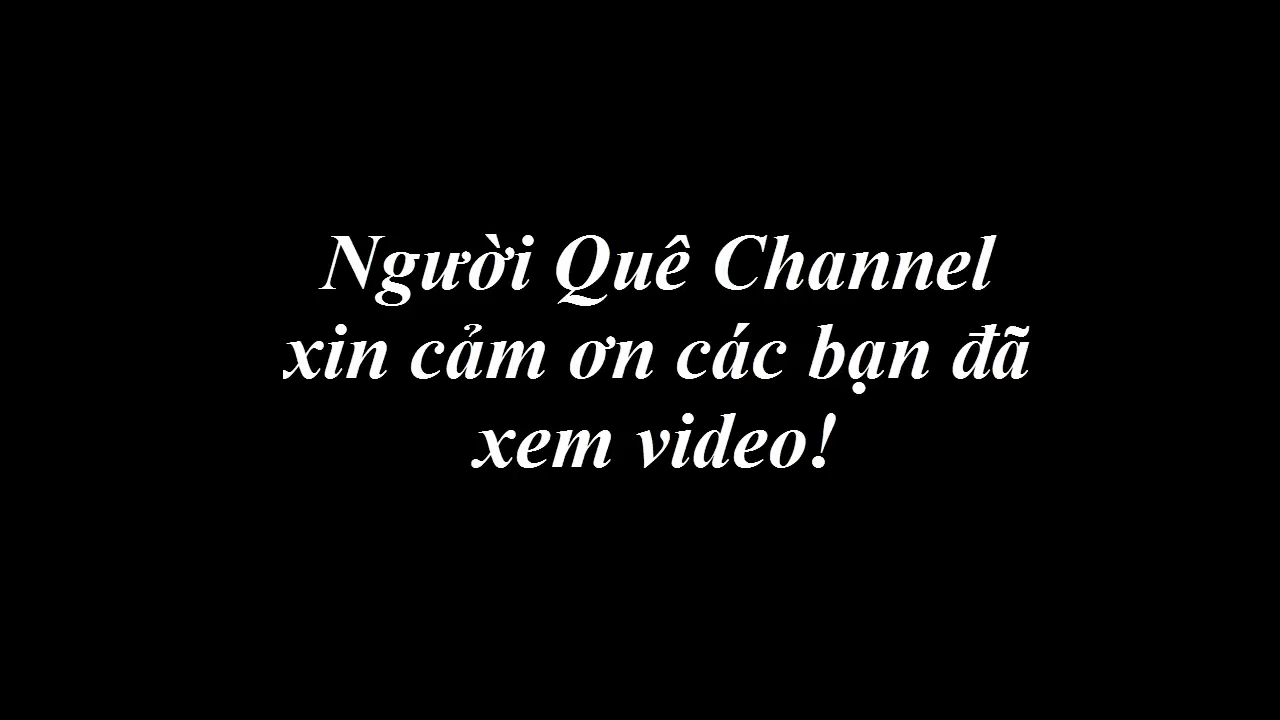 Người Quê Channel
xin cảm ơn các bạn đã
xem video!